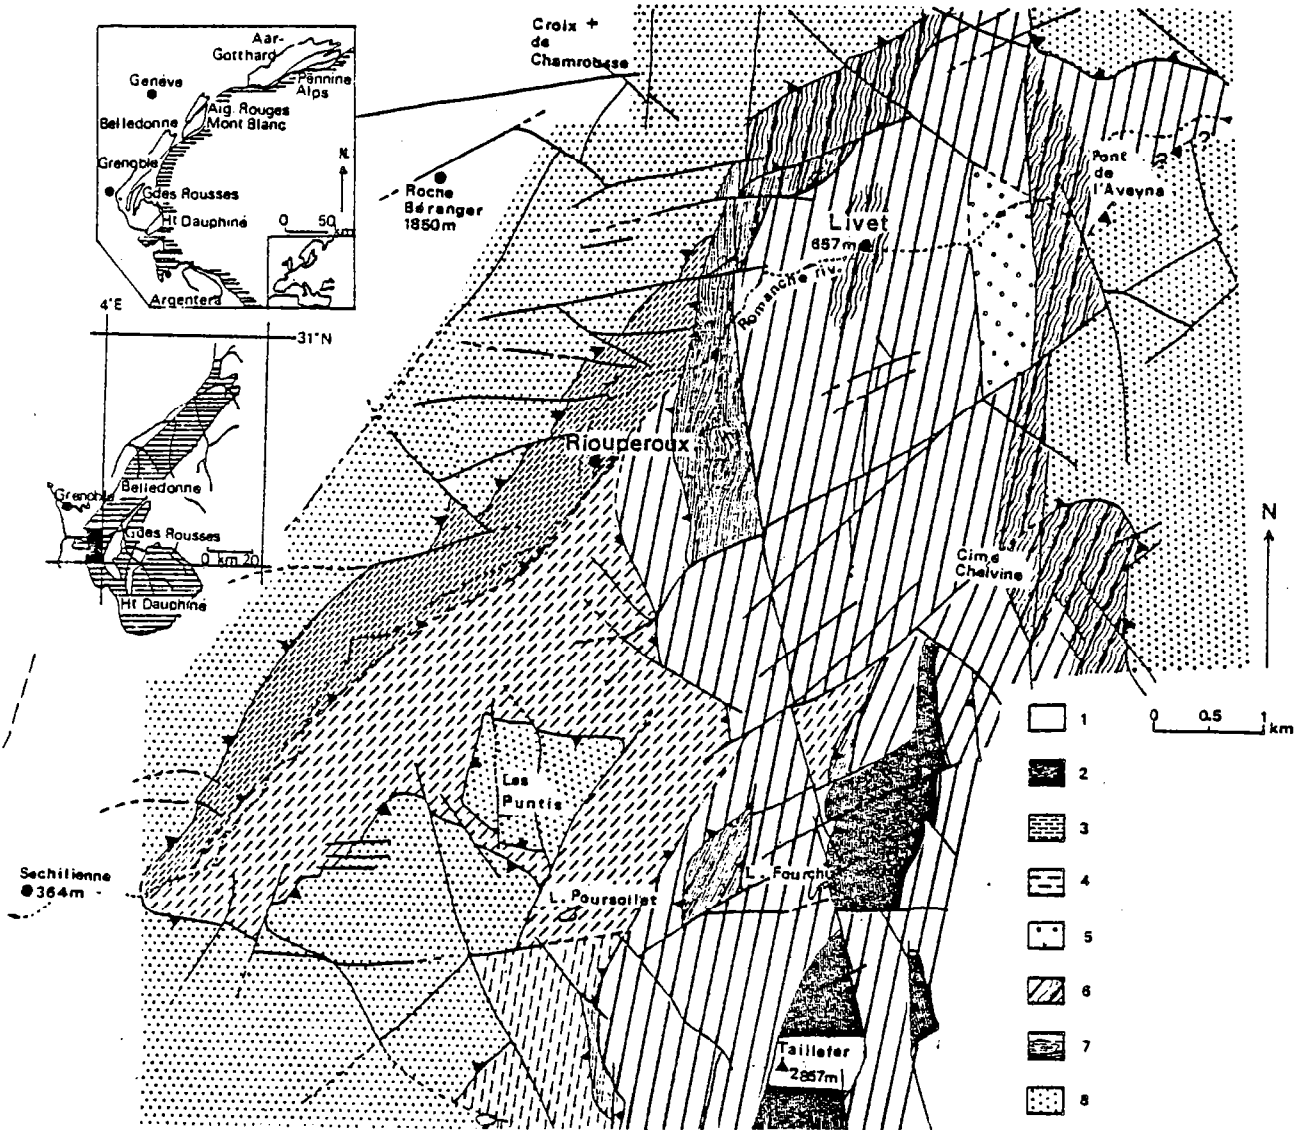 Aar-
Gotthard
Pennine
Alps
Genéve
Aig. Rouges
Mont Blanc
Belledonne
Grenoble
Gdes Rousses
Ht Dauphiné
Argentera
N
0 50
km
4°E
31°N
Grenoble
Belledonne
Gdes Rousses
0 km 20
Ht Dauphiné
Croix +
de
Chamrousse
Roche
Béranger
1850m
Livet
657m
Romanche riv.
Pont
de
l'Aveyna
Riouperoux
Cime
Chalvine
N
Les
Puntis
Sechilienne
364m
L. Poursollet
L. Fourchu
Taillefer
2857m
0 0.5 1
km
1
2
3
4
5
6
7
8